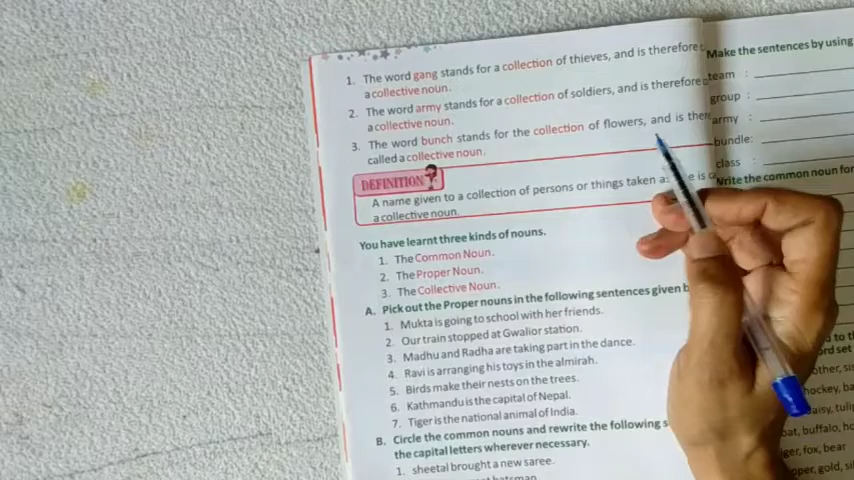 1. The word gang stands for a collection of thieves, and is therefore
a collective noun.
2. The word army stands for a collection of soldiers, and is therefore
a collective noun.
3. The word bunch stands for the collection of flowers, and is
called a collective noun.
DEFINITION
A name given to a collection of persons or things taken
a collective noun.
You have learnt three kinds of nouns.
1. The Common Noun.
2. The Proper Noun.
3. The Collective Noun.
A. Pick out the Proper nouns in the following sentences given
1. Mukta is going to school with her friends.
2. Our train stopped at Gwalior station.
3. Madhu and Radha are taking part in the dance.
4. Ravi is arranging his toys in the almirah.
5. Birds make their nests on the trees.
6. Kathmandu is the capital of Nepal.
7. Tiger is the national animal of India.
B. Circle the common nouns and rewrite the following
the capital letters wherever necessary.
1. sheetal brought a new saree.
batsman
Make the sentences by using
team :
group :
army :
bundle:
class :
Write the common noun for
to the
set
hockey,
daisy,
buffalo,
fox, bear
gold,